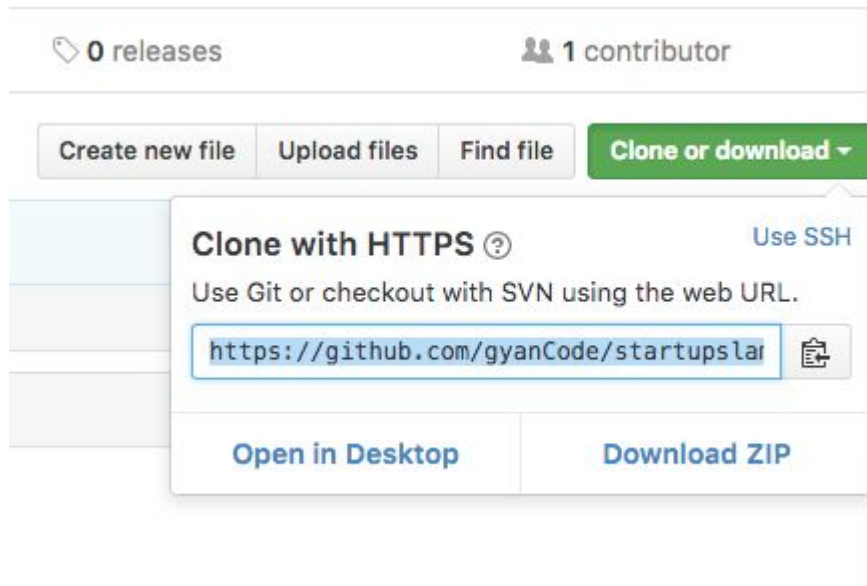 0 releases
1 contributor
Create new file
Upload files
Find file
Clone or download
Clone with HTTPS
Use SSH
Use Git or checkout with SVN using the web URL.
https://github.com/gyanCode/startupslan
Open in Desktop
Download ZIP